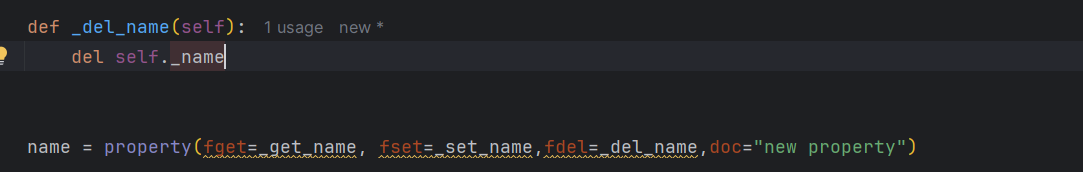 def _del_name(self): 1 usage new *
del self._name
name = property(fget=_get_name, fset=_set_name,fdel=_del_name,doc="new property")